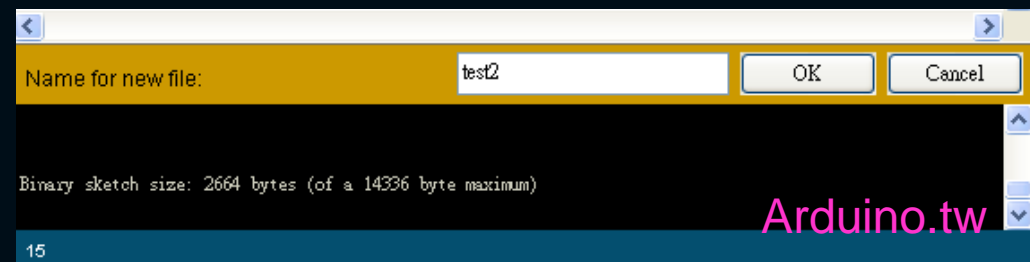 Name for new file: test2 OK Cancel
Binary sketch size: 2664 bytes (of a 14336 byte maximum)
Arduino.tw
15